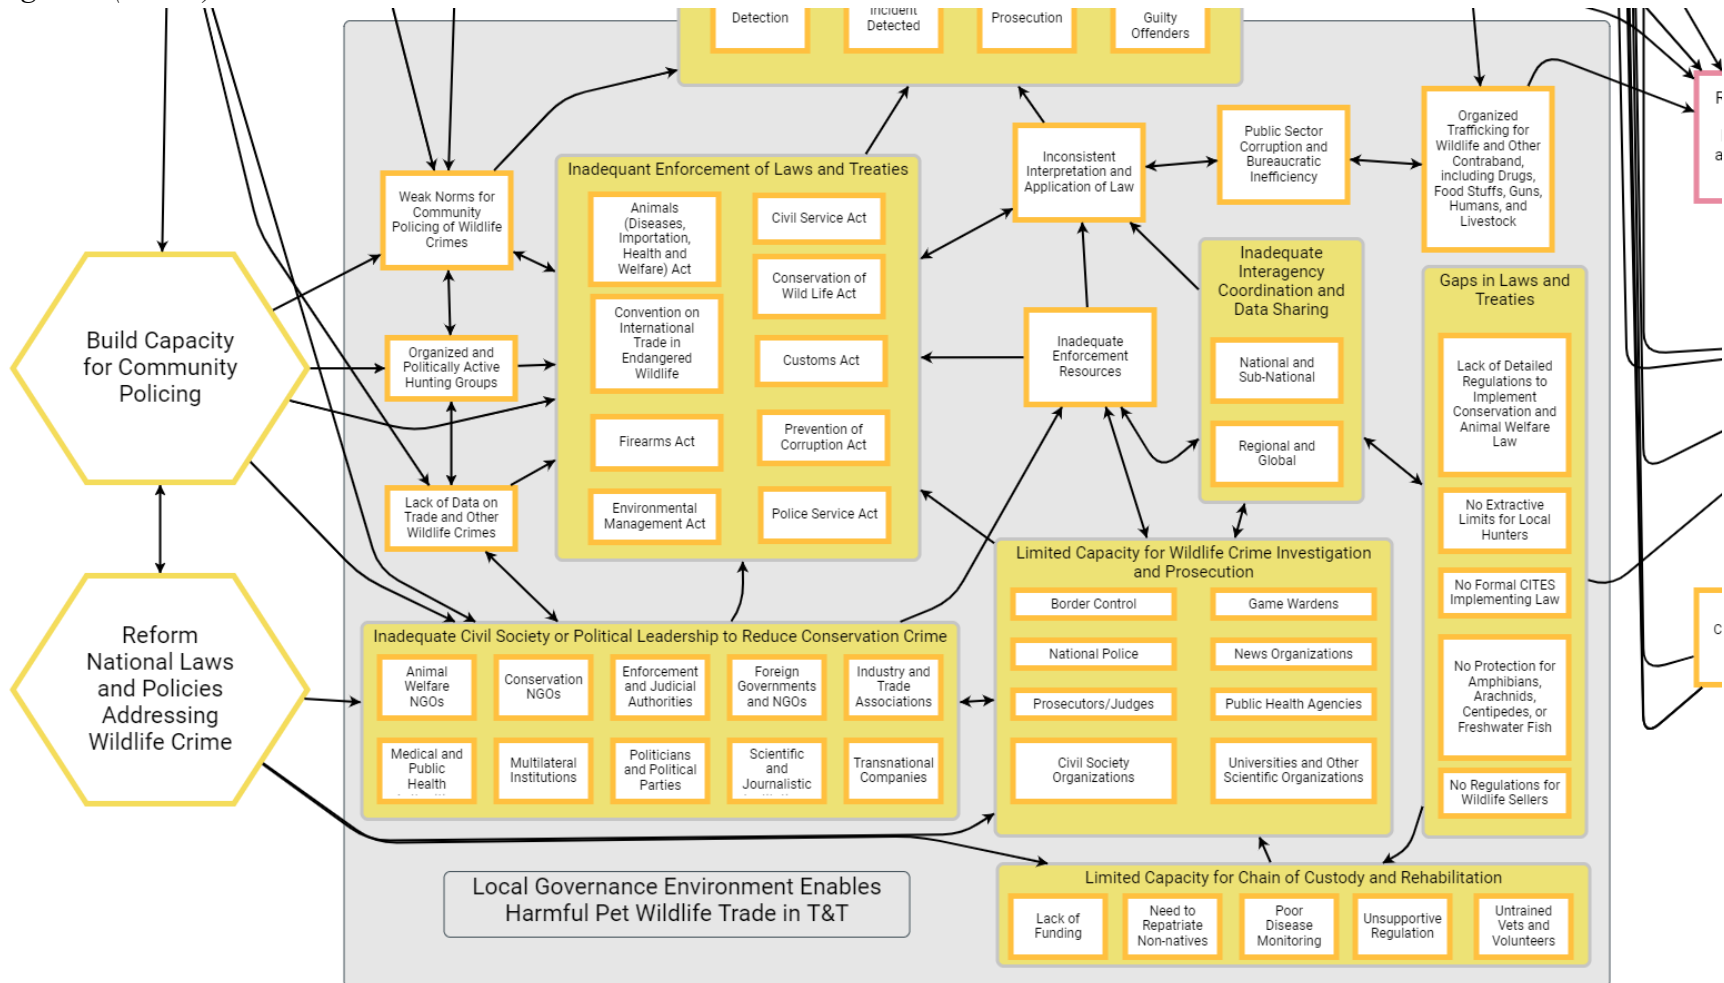 Detection
Incident
Detected
Prosecution
Guilty
Offenders
Organized
Trafficking for
Wildlife and Other
Contraband,
including Drugs,
Food Stuffs, Guns,
Humans, and
Livestock
Public Sector
Corruption and
Bureaucratic
Inefficiency
Inconsistent
Interpretation and
Application of Law
Weak Norms for
Community
Policing of Wildlife
Crimes
Inadequant Enforcement of Laws and Treaties
Animals
(Diseases,
Importation,
Health and
Welfare) Act
Civil Service Act
Conservation of
Wild Life Act
Convention on
International
Trade in
Endangered
Wildlife
Customs Act
Firearms Act
Prevention of
Corruption Act
Environmental
Management Act
Police Service Act
Inadequate
Interagency
Coordination and
Data Sharing
National and
Sub-National
Regional and
Global
Inadequate
Enforcement
Resources
Gaps in Laws and
Treaties
Lack of Detailed
Regulations to
Implement
Conservation and
Animal Welfare
Law
No Extractive
Limits for Local
Hunters
No Formal CITES
Implementing Law
No Protection for
Amphibians,
Arachnids,
Centipedes, or
Freshwater Fish
No Regulations for
Wildlife Sellers
Build Capacity
for Community
Policing
Organized and
Politically Active
Hunting Groups
Lack of Data on
Trade and Other
Wildlife Crimes
Reform
National Laws
and Policies
Addressing
Wildlife Crime
Inadequate Civil Society or Political Leadership to Reduce Conservation Crime
Animal
Welfare
NGOs
Conservation
NGOs
Enforcement
and Judicial
Authorities
Foreign
Governments
and NGOs
Industry and
Trade
Associations
Medical and
Public
Health
Multilateral
Institutions
Politicians
and Political
Parties
Scientific
and
Journalistic
Transnational
Companies
Limited Capacity for Wildlife Crime Investigation
and Prosecution
Border Control
Game Wardens
National Police
News Organizations
Prosecutors/Judges
Public Health Agencies
Civil Society
Organizations
Universities and Other
Scientific Organizations
Limited Capacity for Chain of Custody and Rehabilitation
Lack of
Funding
Need to
Repatriate
Non-natives
Poor
Disease
Monitoring
Unsupportive
Regulation
Untrained
Vets and
Volunteers
Local Governance Environment Enables
Harmful Pet Wildlife Trade in T&T